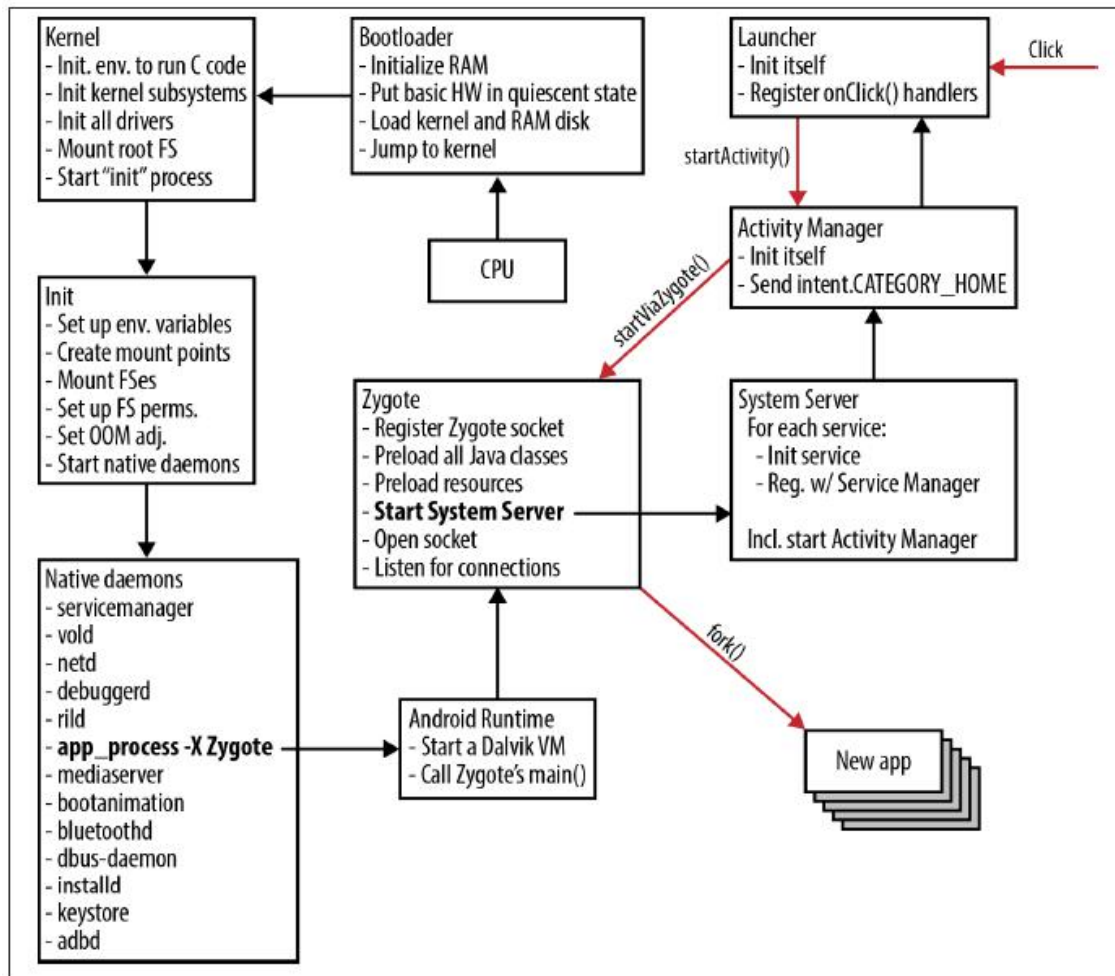 Kernel
- Init. env. to run C code
- Init kernel subsystems
- Init all drivers
- Mount root FS
- Start “init” process
Bootloader
- Initialize RAM
- Put basic HW in quiescent state
- Load kernel and RAM disk
- Jump to kernel
Launcher
- Init itself
- Register onClick() handlers
Click
startActivity()
CPU
Activity Manager
- Init itself
- Send intent.CATEGORY_HOME
startViaZygote()
Init
- Set up env. variables
- Create mount points
- Mount FSes
- Set up FS perms.
- Set OOM adj.
- Start native daemons
Zygote
- Register Zygote socket
- Preload all Java classes
- Preload resources
- Start System Server
- Open socket
- Listen for connections
System Server
For each service:
- Init service
- Reg. w/ Service Manager
Incl. start Activity Manager
fork()
Native daemons
- servicemanager
- vold
- netd
- debuggerd
- rild
- app_process -X Zygote
- mediaserver
- bootanimation
- bluetoothd
- dbus-daemon
- installd
- keystore
- adbd
Android Runtime
- Start a Dalvik VM
- Call Zygote’s main()
New app